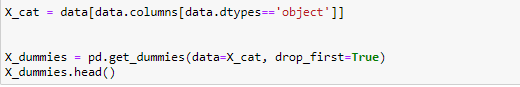 X_cat = data[data.columns[data.dtypes=='object']]
X_dummies = pd.get_dummies(data=X_cat, drop_first=True)
X_dummies.head()